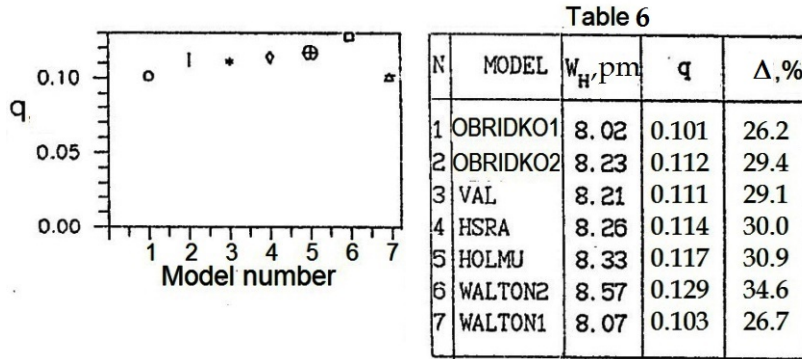 q
0.10
0.05
0.00
1 2 3 4 5 6 7
Model number
Table 6
N MODEL W_H,pm q Δ,%
1 OBRIDKO1 8.02 0.101 26.2
2 OBRIDKO2 8.23 0.112 29.4
3 VAL 8.21 0.111 29.1
4 HSRA 8.26 0.114 30.0
5 HOLMU 8.33 0.117 30.9
6 WALTON2 8.57 0.129 34.6
7 WALTON1 8.07 0.103 26.7